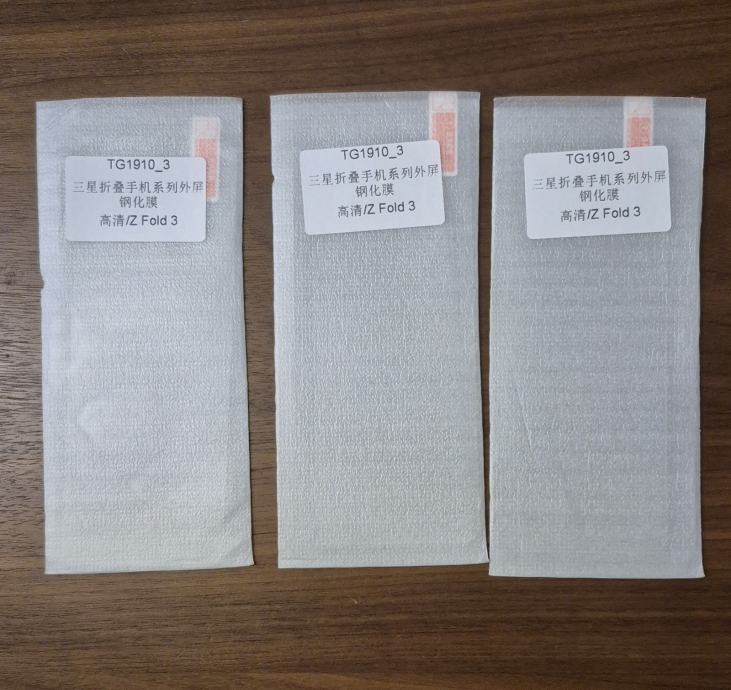 TG1910_3
三星折叠手机系列外屏
钢化膜
高清/Z Fold 3
TG1910_3
三星折叠手机系列外屏
钢化膜
高清/Z Fold 3
TG1910_3
三星折叠手机系列外屏
钢化膜
高清/Z Fold 3